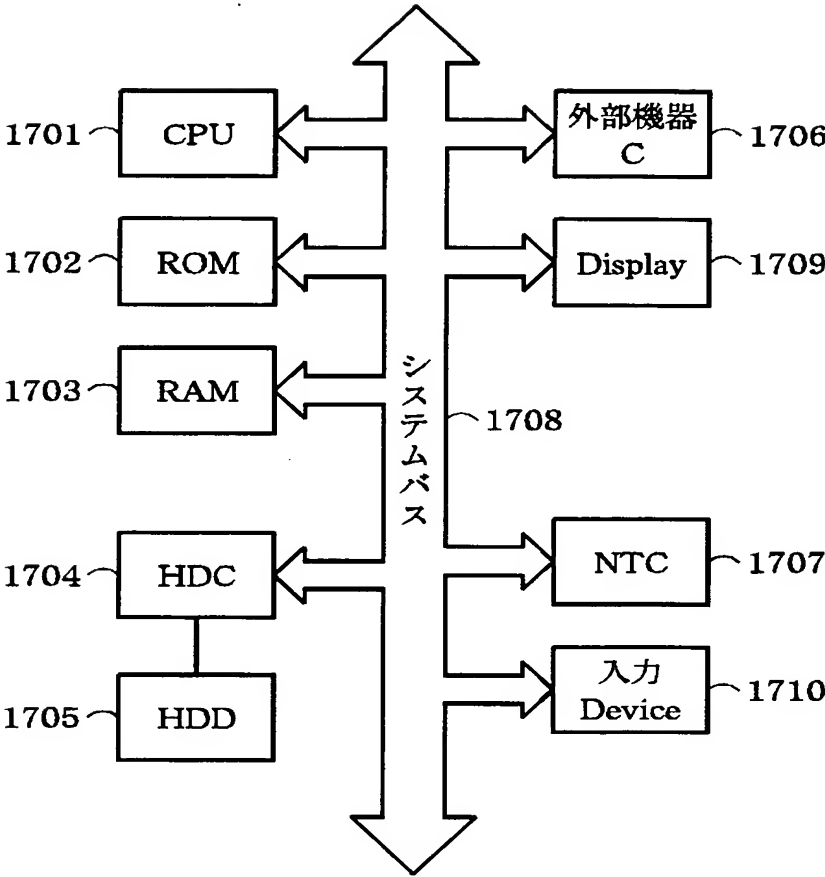 1701
CPU
外部機器
C
1706
1702
ROM
Display
1709
1703
RAM
システムバス
1708
1704
HDC
NTC
1707
1705
HDD
入力
Device
1710